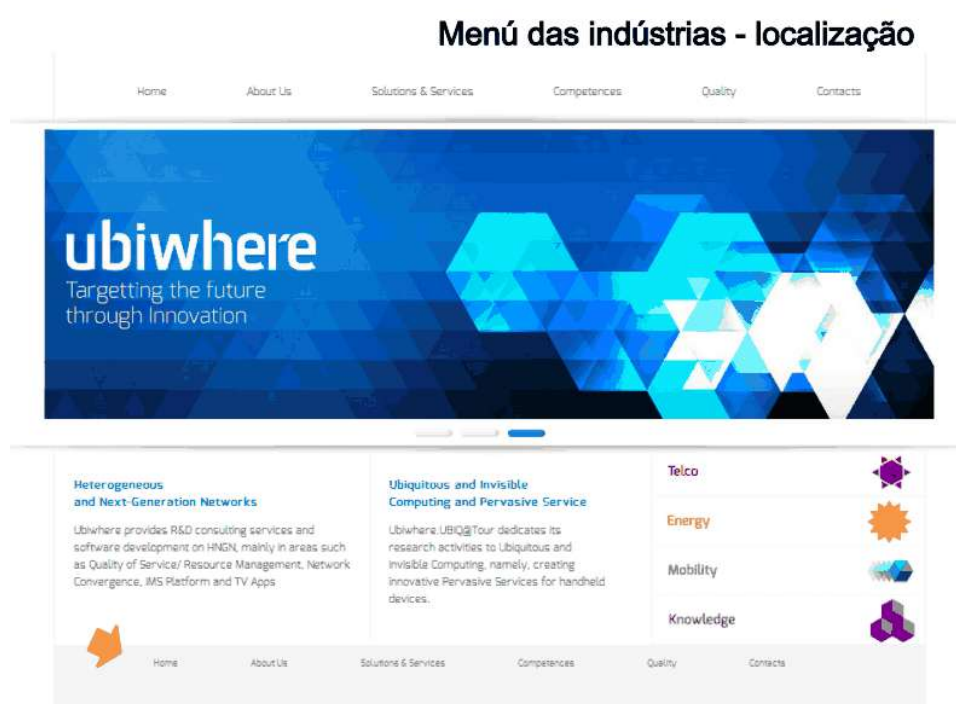 Menú das indústrias - localização
Home About Us Solutions & Services Competences Quality Contacts
ubiwhere
Targetting the future
through Innovation
Heterogeneous
and Next-Generation Networks
Ubiwhere provides R&D consulting services and
software development on HNGN, mainly in areas such
as Quality of Service/ Resource Management, Network
Convergence, IMS Platform and TV Apps
Ubiquitous and Invisible
Computing and Pervasive Service
Ubiwhere.UBIQ@Tour dedicates its
research activities to Ubiquitous and
Invisible Computing, namely, creating
innovative Pervasive Services for handheld
devices.
Telco
Energy
Mobility
Knowledge
Home About Us Solutions & Services Competences Quality Contacts